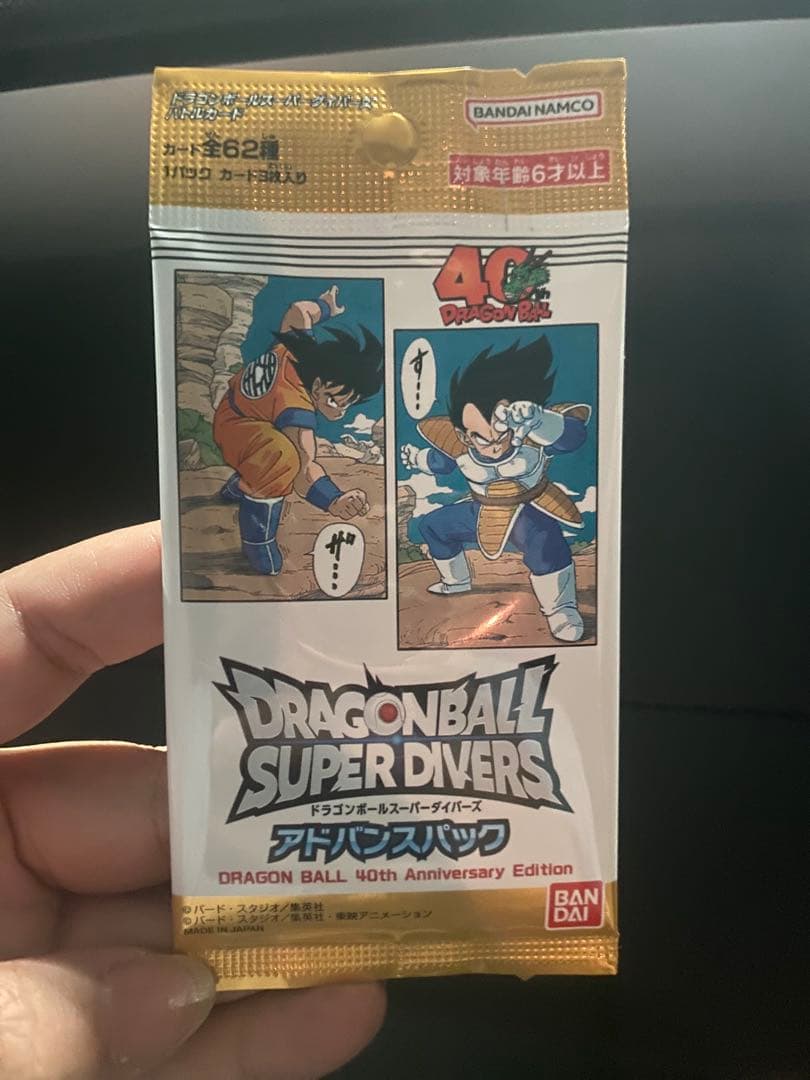 ドラゴンボールスーパーダイバーズ
バトルカード
BANDAI NAMCO
カード全62種
1パック カード3枚入り
対象年齢6才以上
40th
DRAGON BALL
す…
ザ…
DRAGONBALL
SUPER DIVERS
ドラゴンボールスーパーダイバーズ
アドバンスパック
DRAGON BALL 40th Anniversary Edition
©バード・スタジオ/集英社
©バード・スタジオ/集英社・東映アニメーション
MADE IN JAPAN
BAN
DAI